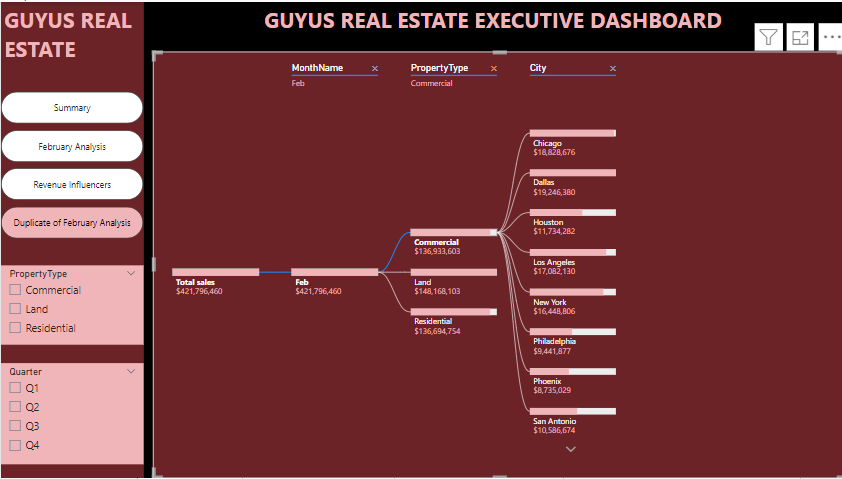 GUYUS REAL
ESTATE
GUYUS REAL ESTATE EXECUTIVE DASHBOARD
Summary
February Analysis
Revenue Influencers
Duplicate of February Analysis
PropertyType
Commercial
Land
Residential
Quarter
Q1
Q2
Q3
Q4
MonthName
Feb
PropertyType
Commercial
City
Total sales
$421,796,460
Feb
$421,796,460
Commercial
$136,933,603
Land
$148,168,103
Residential
$136,694,754
Chicago
$18,828,676
Dallas
$19,246,380
Houston
$11,734,282
Los Angeles
$17,082,130
New York
$16,448,806
Philadelphia
$9,441,877
Phoenix
$8,735,029
San Antonio
$10,586,674